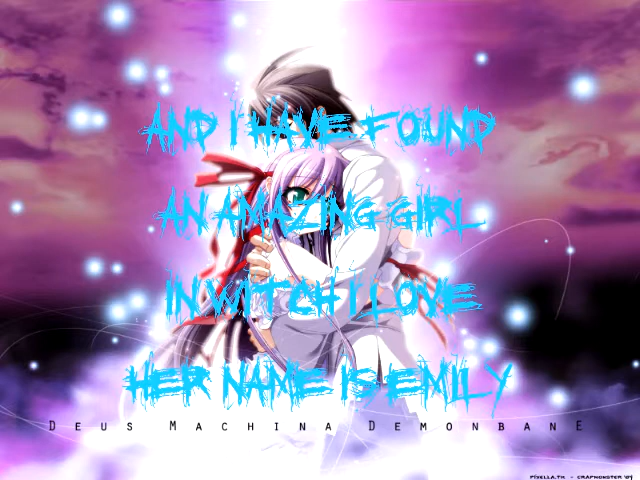 AND I HAVE FOUND
AN AMAZING GIRL
IN WITCH I LOVE
HER NAME IS EMILY
DEUS MACHINA DEMONBANE
PIXELLA.TK - CRAPMONSTER '09